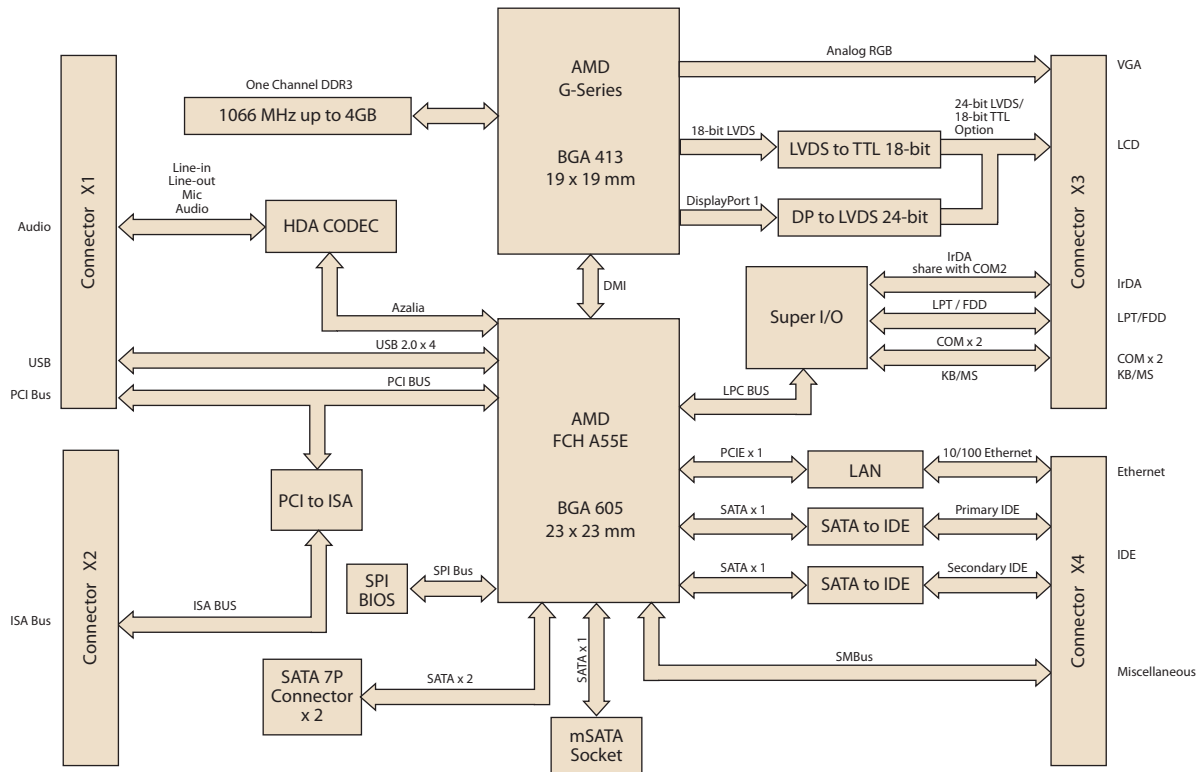 AMD
G-Series
BGA 413
19 x 19 mm
One Channel DDR3
1066 MHz up to 4GB
Analog RGB
VGA
18-bit LVDS
LVDS to TTL 18-bit
24-bit LVDS/
18-bit TTL
Option
LCD
DisplayPort 1
DP to LVDS 24-bit
Connector X1
Line-in
Line-out
Mic
Audio
Audio
HDA CODEC
Azalia
DMI
Connector X3
Super I/O
IrDA
share with COM2
IrDA
LPT / FDD
LPT/FDD
COM x 2
COM x 2
KB/MS
KB/MS
USB
USB 2.0 x 4
PCI Bus
PCI BUS
LPC BUS
AMD
FCH A55E
BGA 605
23 x 23 mm
PCI to ISA
Connector X2
ISA Bus
ISA BUS
SPI
BIOS
SPI Bus
PCIE x 1
LAN
10/100 Ethernet
Ethernet
SATA x 1
SATA to IDE
Primary IDE
IDE
SATA x 1
SATA to IDE
Secondary IDE
Connector X4
SMBus
Miscellaneous
SATA 7P
Connector
x 2
SATA x 2
SATA x 1
mSATA
Socket